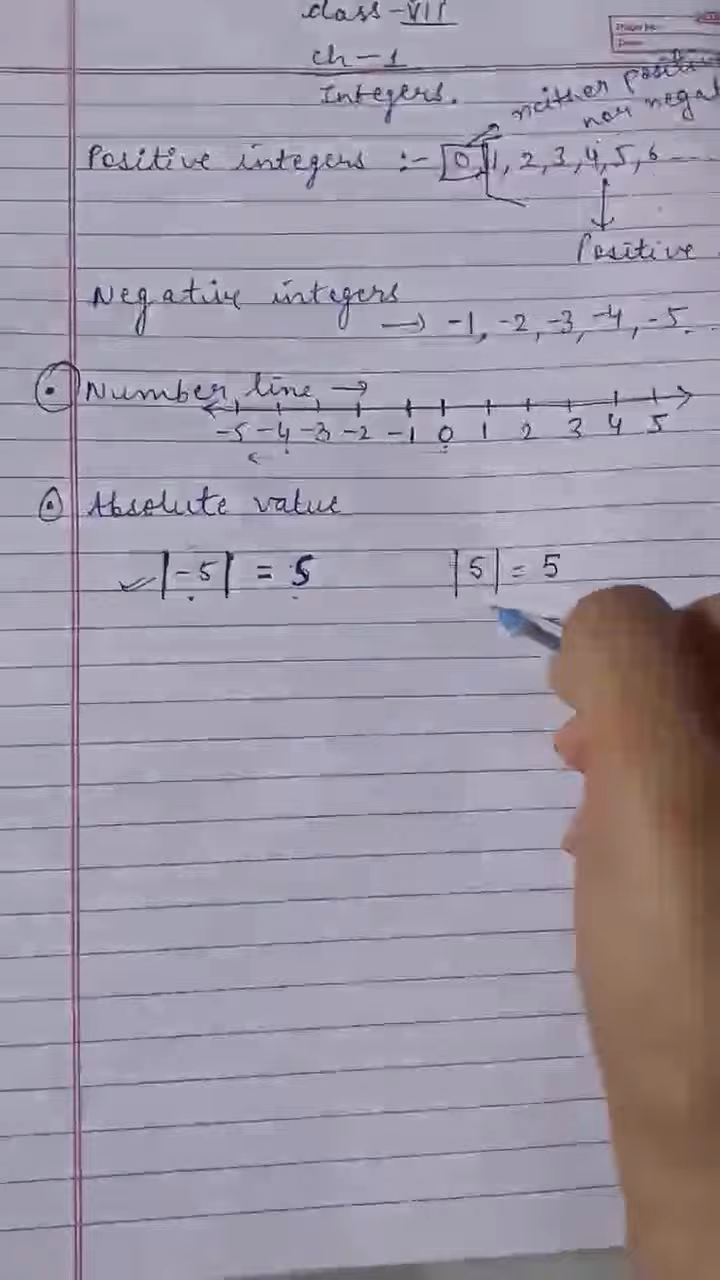 class - VII
ch - 1
Integers.
neither positi
nor negat
Positive integers :- 0, 1, 2, 3, 4, 5, 6 ----
Positive
Negative integers
→ -1, -2, -3, -4, -5.
Number line →
-5 -4 -3 -2 -1 0 1 2 3 4 5
Absolute value
|-5| = 5 |5| = 5